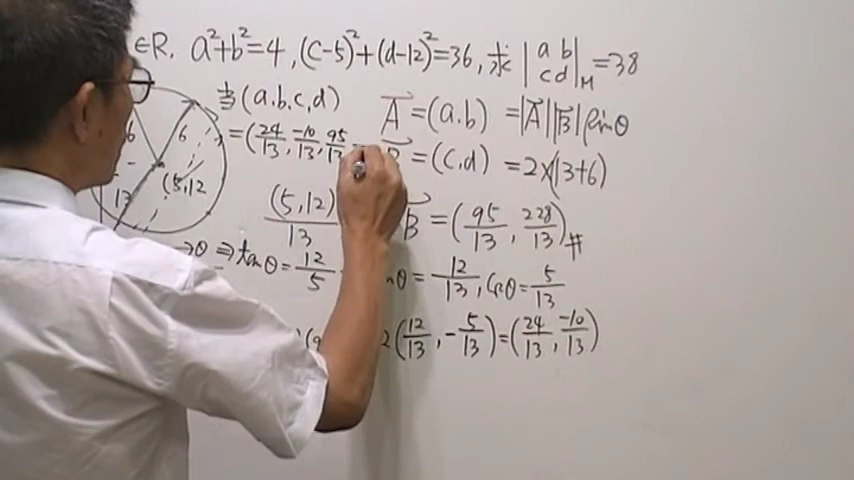 ∈R, a²+b²=4, (c-5)²+(d-12)²=36, 求 |a b; c d|_M =38
當(a.b.c.d)
=(24/13, -10/13, 95/13
A⃗ =(a.b) =|A⃗||B⃗|sinθ
=(c,d) =2×(13+6)
6 6
13 (5,12
(5,12)/13
B⃗ =(95/13, 228/13)#
→θ ⇒tanθ=12/5
nθ=12/13, cosθ=5/13
2(12/13, -5/13)=(24/13, -10/13)